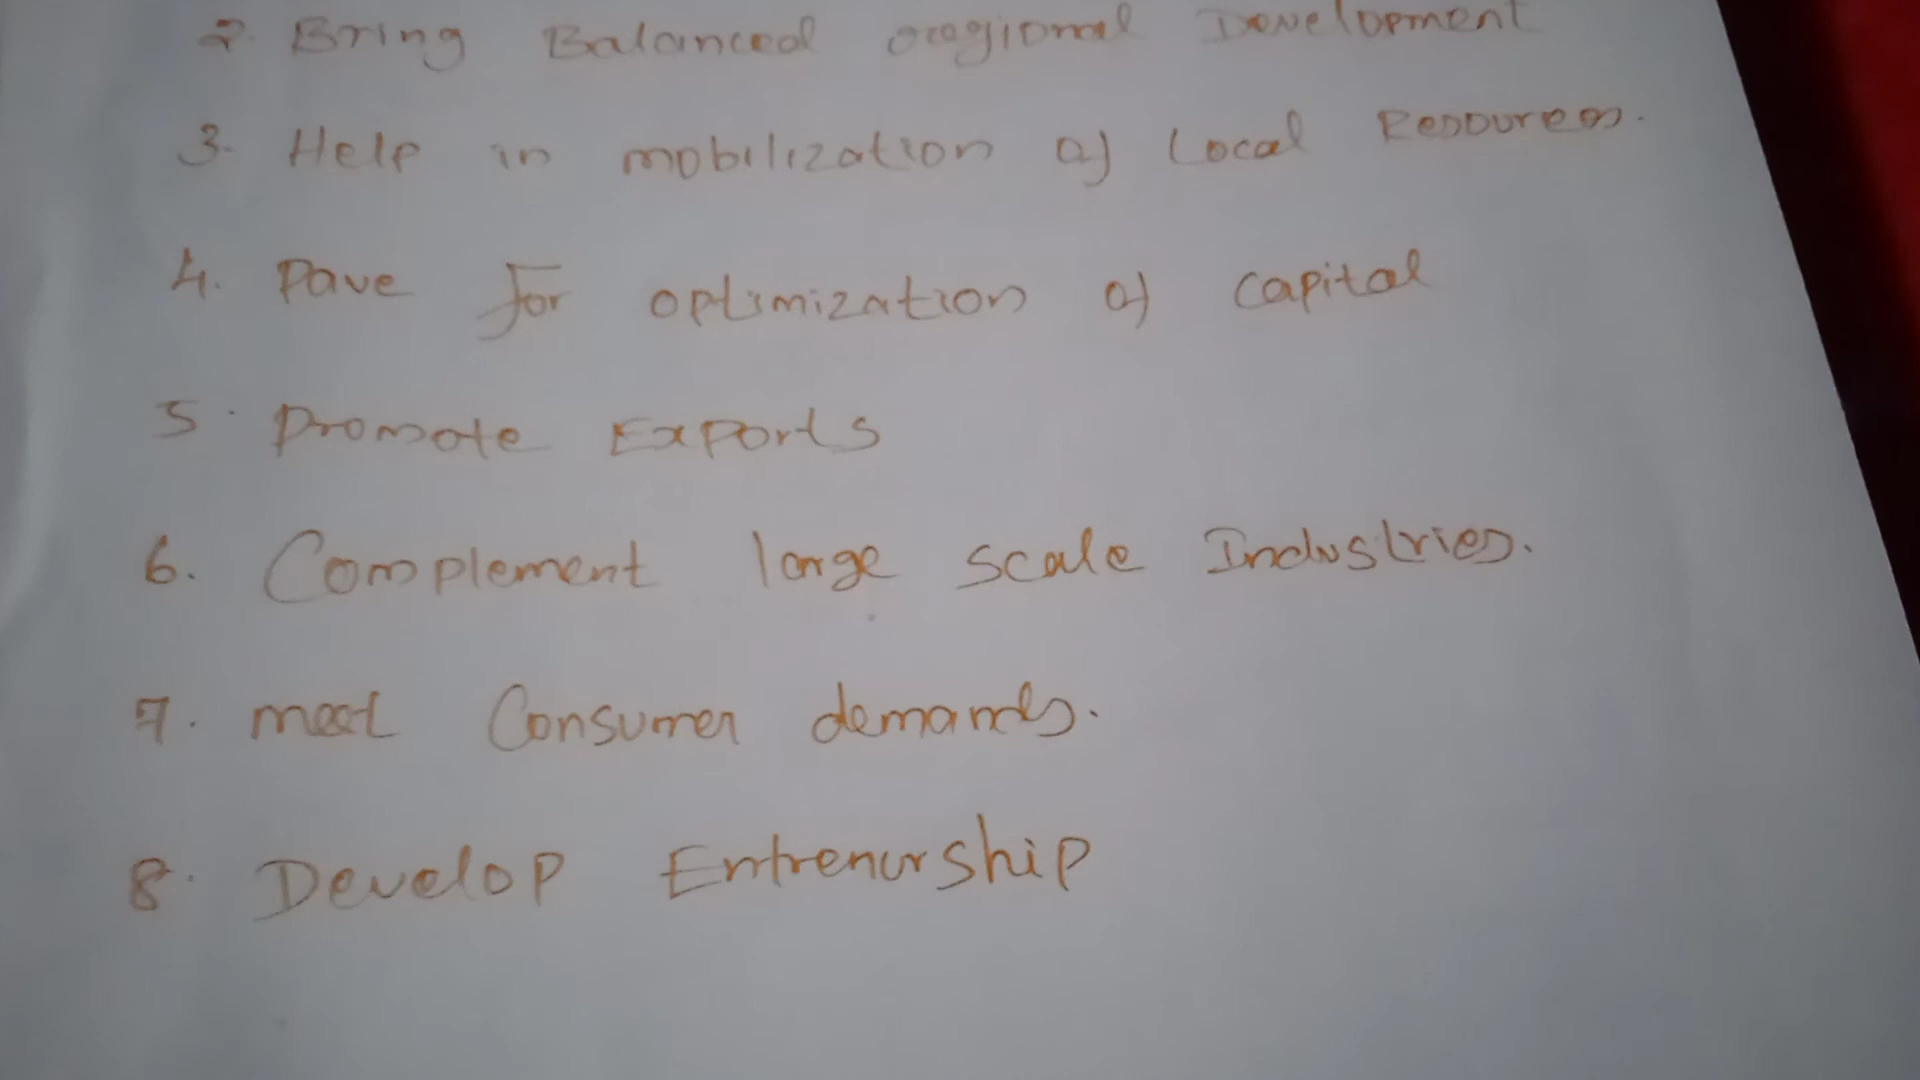 2. Bring Balanced regional Development
3. Help in mobilization of Local Resources.
4. Pave for optimization of capital
5. Promote Exports
6. Complement large scale Industries.
7. meet Consumer demands.
8. Develop Entrenurship